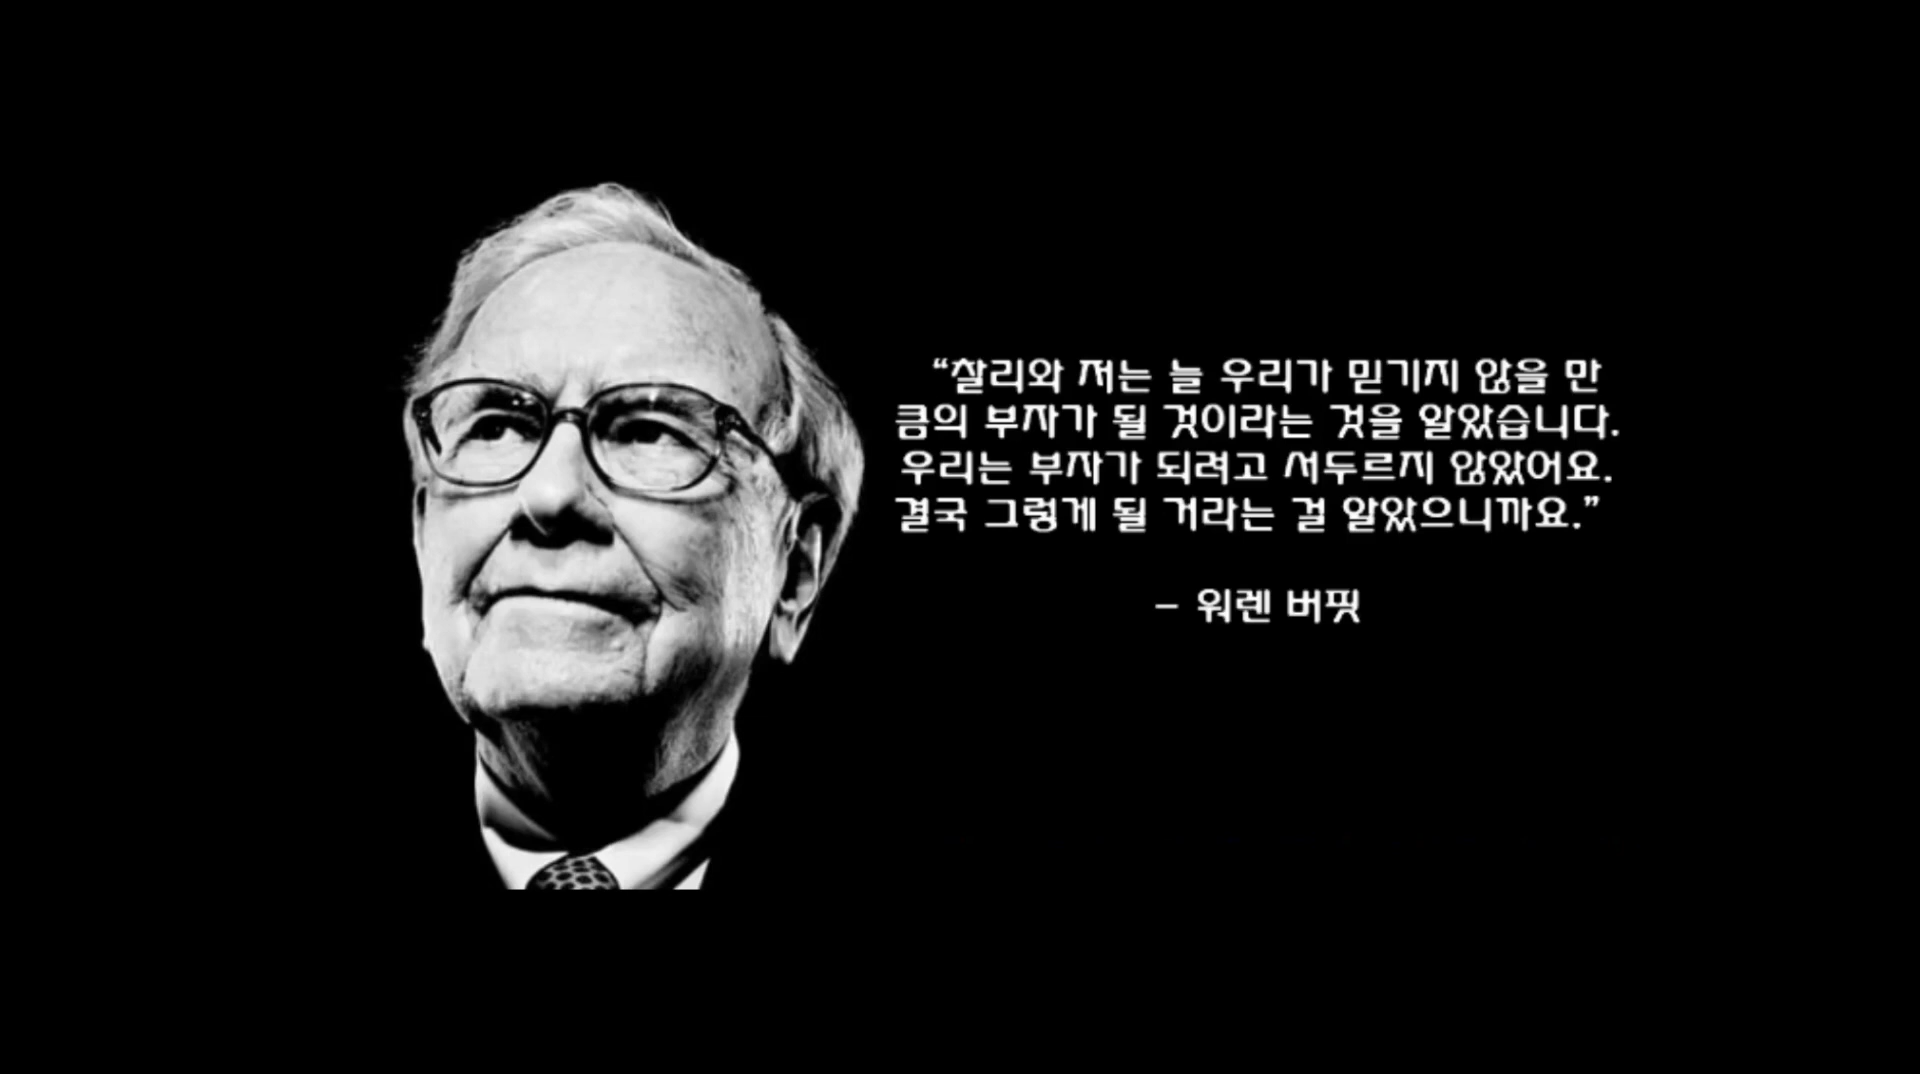 “찰리와 저는 늘 우리가 믿기지 않을 만
큼의 부자가 될 것이라는 것을 알았습니다.
우리는 부자가 되려고 서두르지 않았어요.
결국 그렇게 될 거라는 걸 알았으니까요.”
– 워렌 버핏